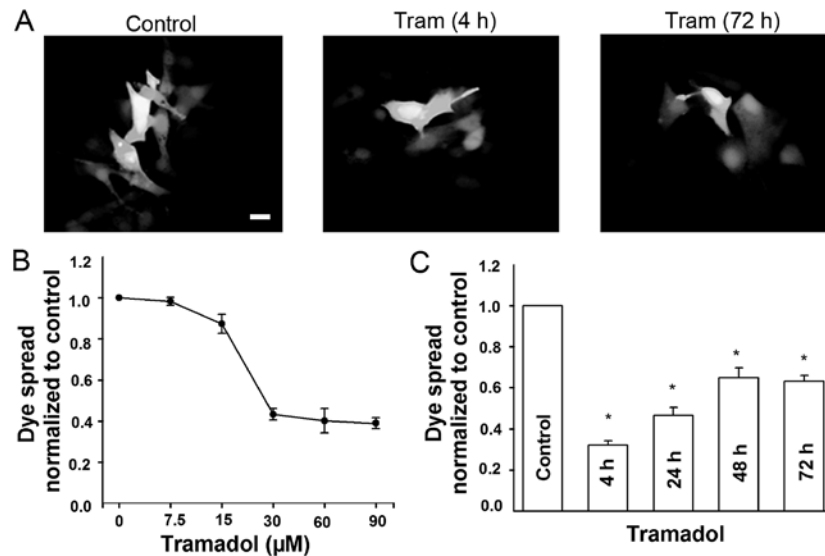 A
Control
Tram (4 h)
Tram (72 h)
B
Dye spread
normalized to control
1.2
1.0
0.8
0.6
0.4
0.2
0.0
0 7.5 15 30 60 90
Tramadol (µM)
C
Dye spread
normalized to control
1.2
1.0
0.8
0.6
0.4
0.2
0.0
* * * *
Control 4 h 24 h 48 h 72 h
Tramadol